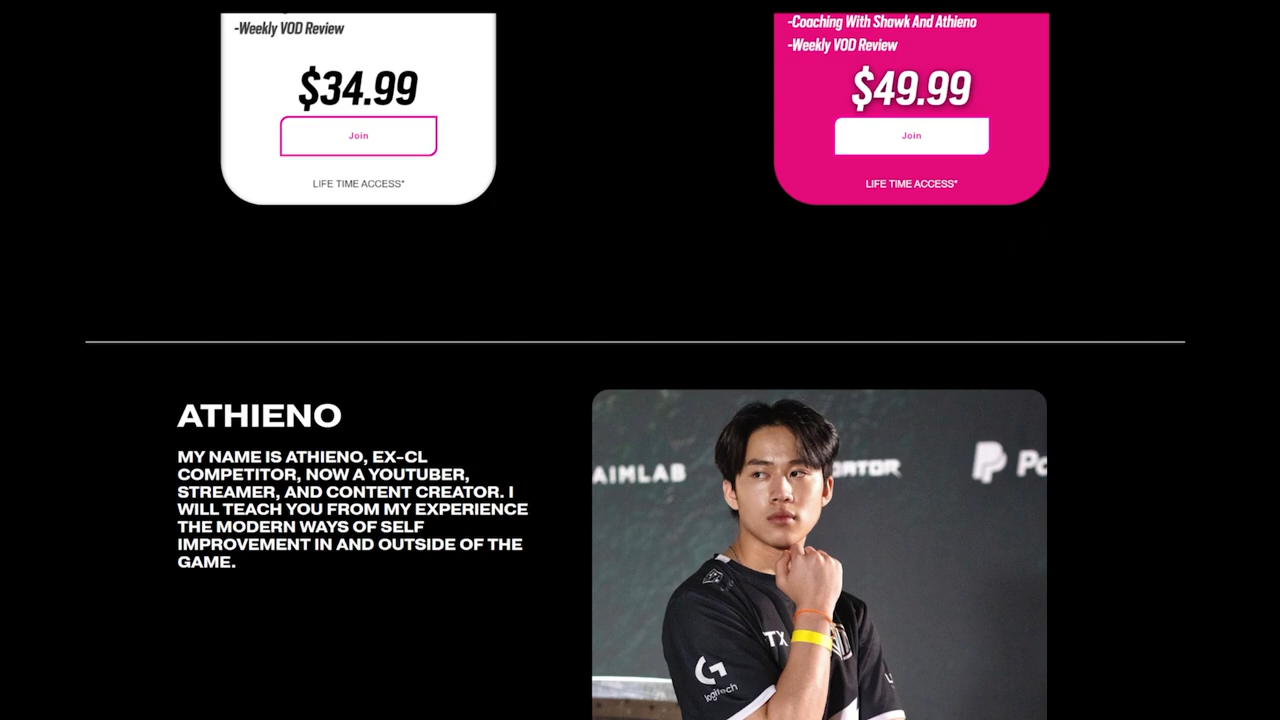 -Weekly VOD Review
$34.99
Join
LIFE TIME ACCESS*
-Coaching With Shawk And Athieno
-Weekly VOD Review
$49.99
Join
LIFE TIME ACCESS*
ATHIENO
MY NAME IS ATHIENO, EX-CL
COMPETITOR, NOW A YOUTUBER,
STREAMER, AND CONTENT CREATOR. I
WILL TEACH YOU FROM MY EXPERIENCE
THE MODERN WAYS OF SELF
IMPROVEMENT IN AND OUTSIDE OF THE
GAME.
AIMLAB
TX
logitech